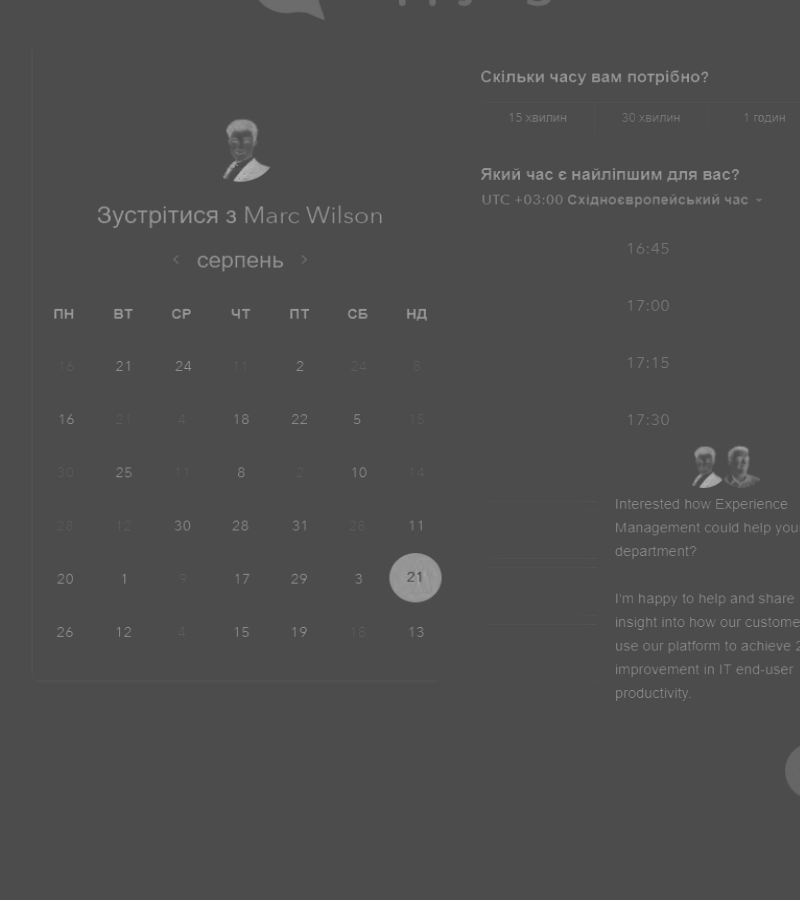 Зустрітися з Marc Wilson
серпень
ПН ВТ СР ЧТ ПТ СБ НД
16 21 24 11 2 24 8
16 21 4 18 22 5 15
30 25 11 8 2 10 14
28 12 30 28 31 28 11
20 1 9 17 29 3 21
26 12 4 15 19 18 13
Скільки часу вам потрібно?
15 хвилин 30 хвилин 1 годин
Який час є найліпшим для вас?
UTC +03:00 Східноєвропейський час
16:45
17:00
17:15
17:30
Interested how Experience
Management could help your
department?
I'm happy to help and share
insight into how our custome
use our platform to achieve 2
improvement in IT end-user
productivity.